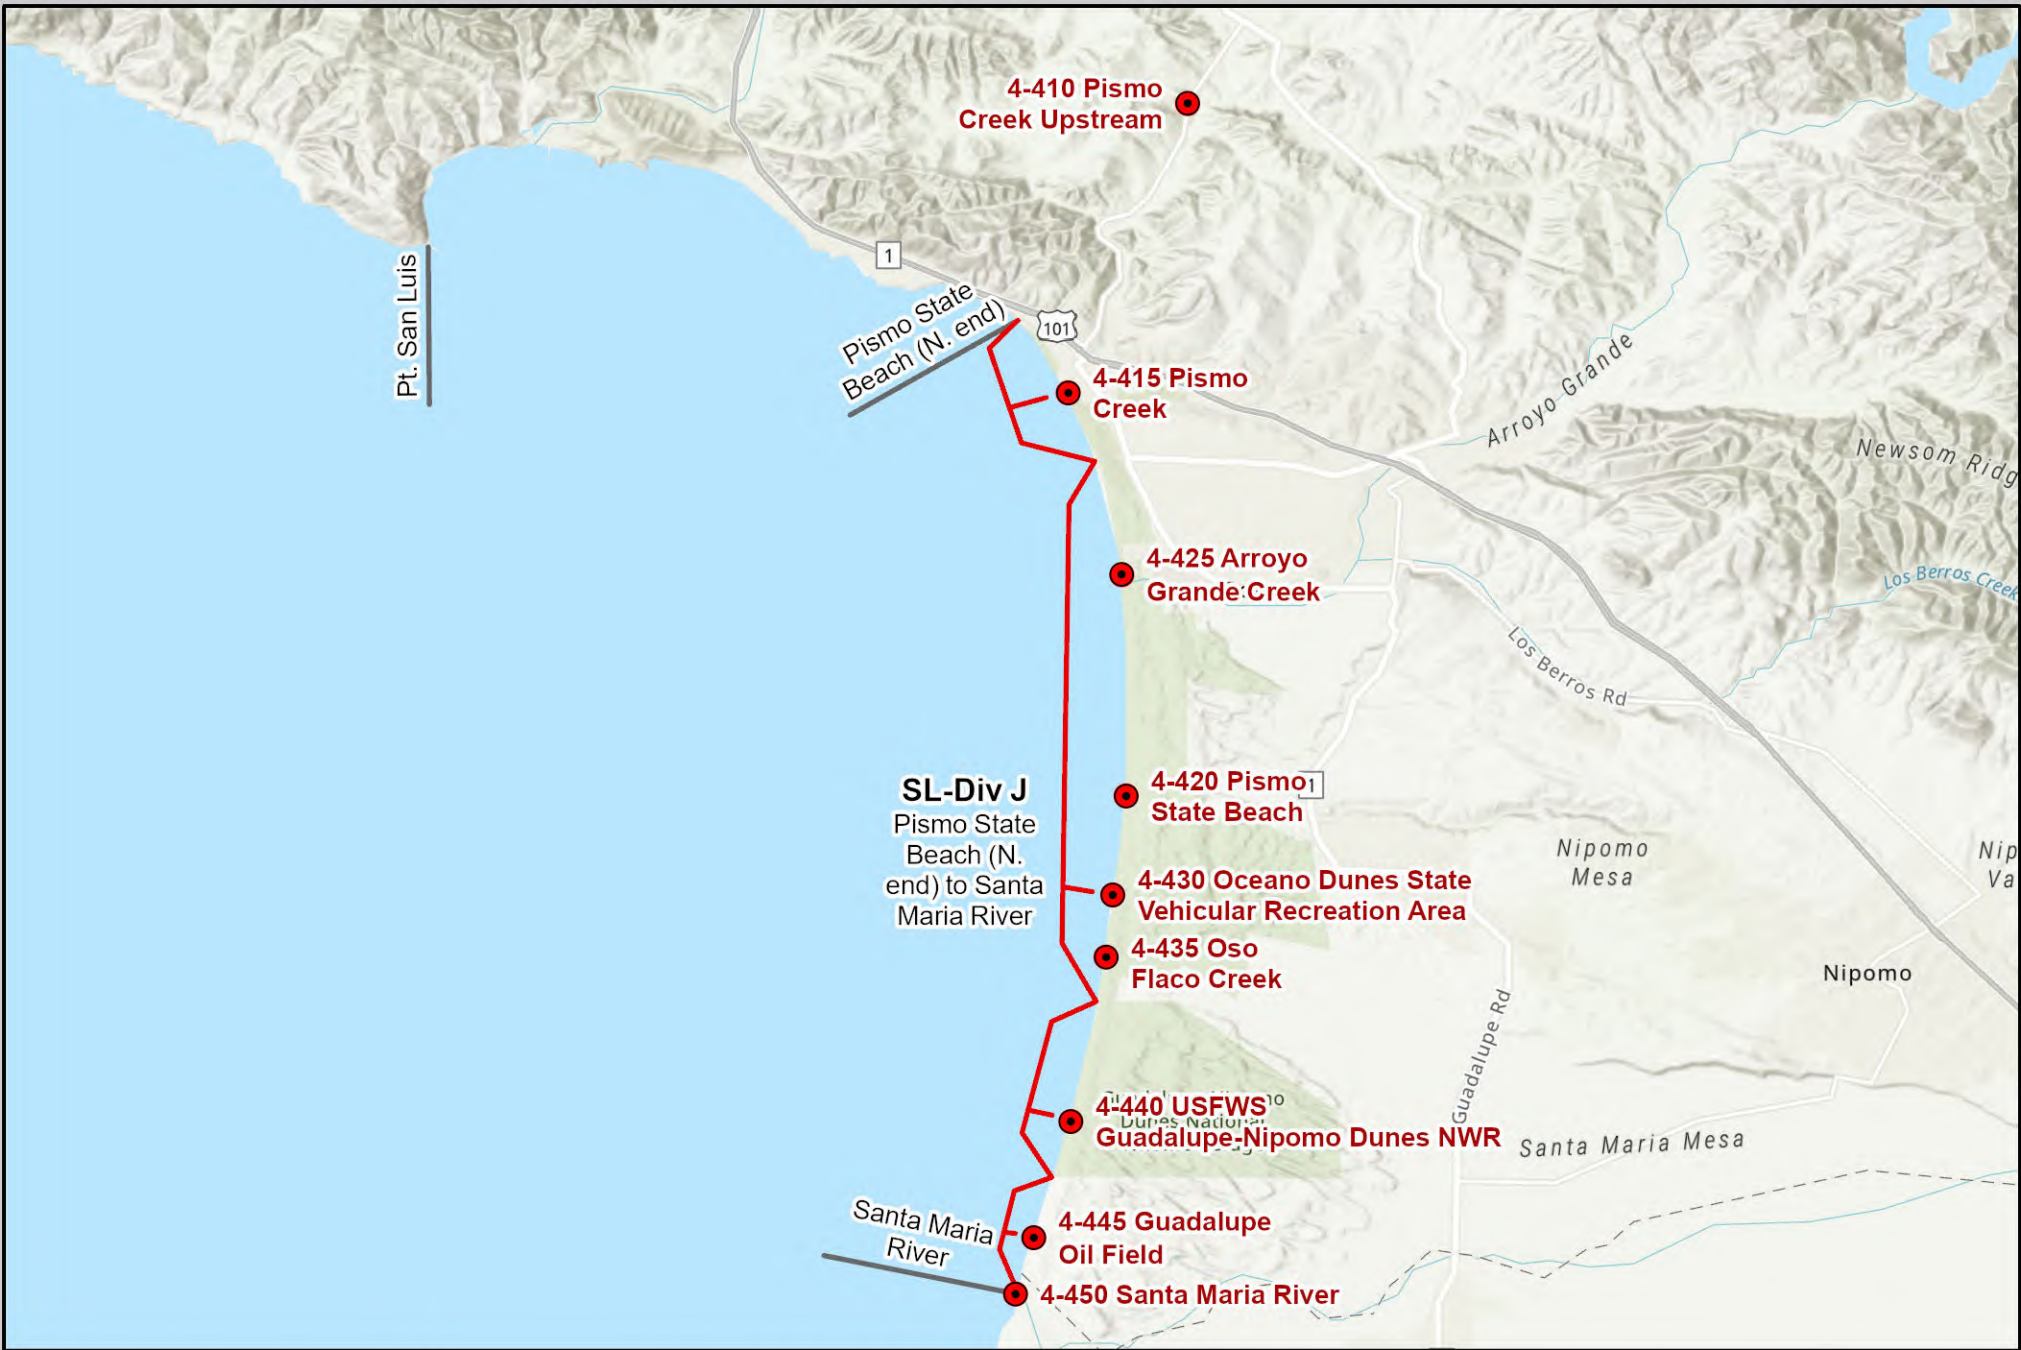 4-410 Pismo
Creek Upstream
1
Pt. San Luis
Pismo State
Beach (N. end)
101
4-415 Pismo
Creek
Arroyo Grande
Newsom Ridg
4-425 Arroyo
Grande Creek
Los Berros Creek
Los Berros Rd
SL-Div J
Pismo State
Beach (N.
end) to Santa
Maria River
4-420 Pismo
State Beach
1
Nipomo
Mesa
Nip
Va
4-430 Oceano Dunes State
Vehicular Recreation Area
4-435 Oso
Flaco Creek
Nipomo
Guadalupe Rd
4-440 USFWS
Dunes National
Guadalupe-Nipomo Dunes NWR
Santa Maria Mesa
Santa Maria
River
4-445 Guadalupe
Oil Field
4-450 Santa Maria River